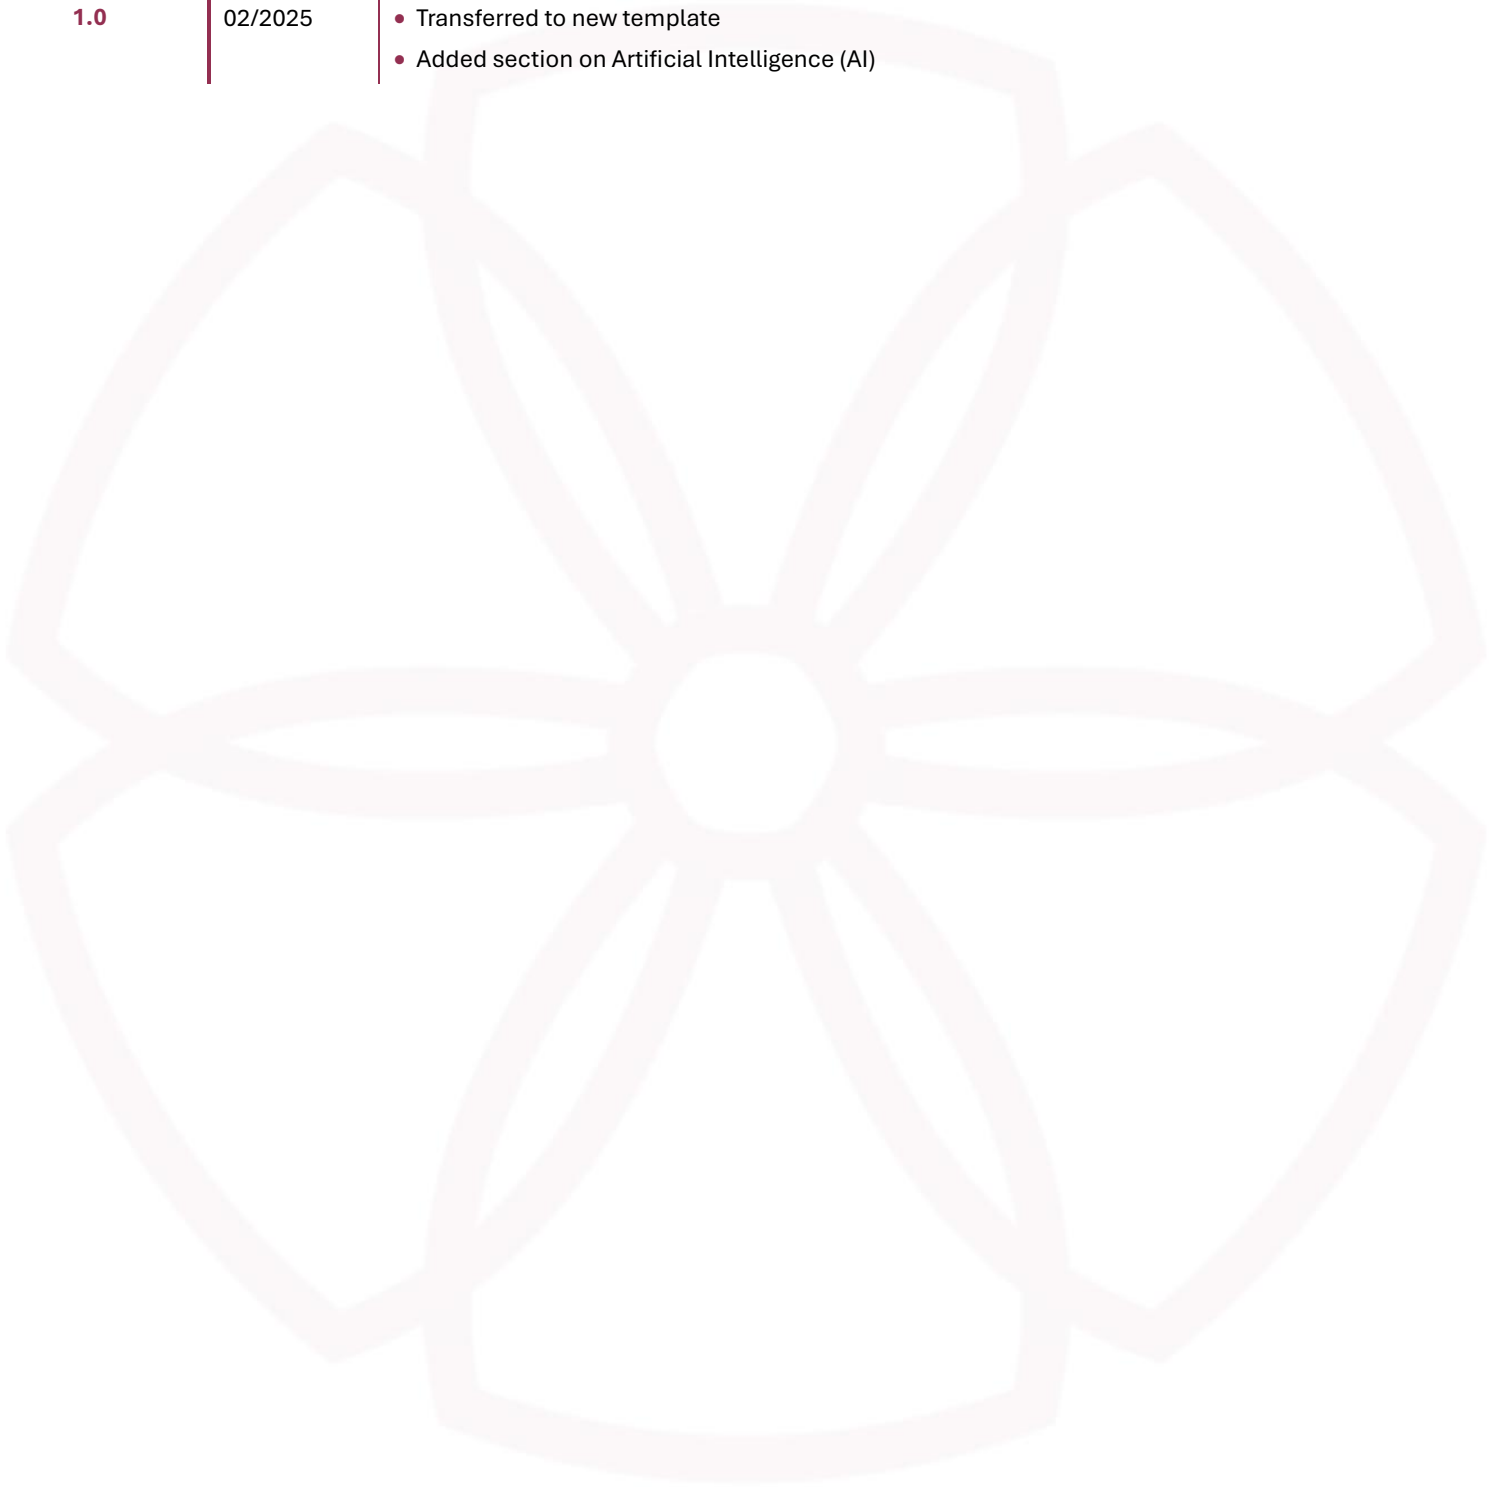 1.0 02/2025 • Transferred to new template
• Added section on Artificial Intelligence (AI)